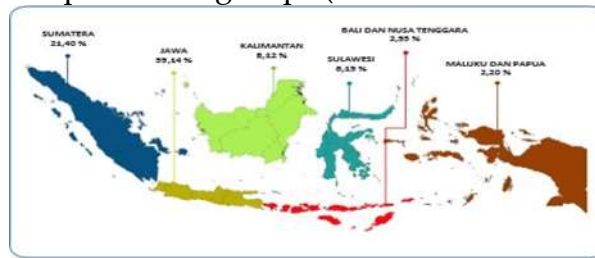 SUMATERA
21,40 %
JAWA
59,14 %
KALIMANTAN
8,12 %
SULAWESI
6,19 %
BALI DAN NUSA TENGGARA
2,95 %
MALUKU DAN PAPUA
2,20 %